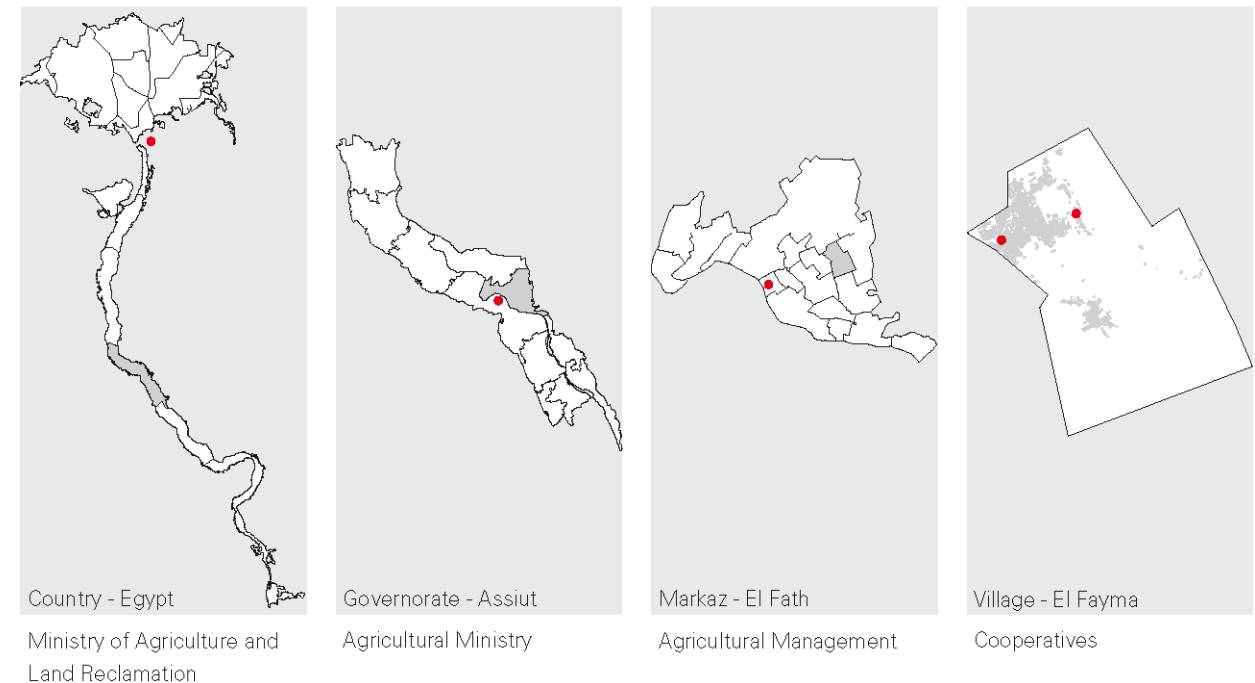 Country - Egypt
Ministry of Agriculture and
Land Reclamation
Governorate - Assiut
Agricultural Ministry
Markaz - El Fath
Agricultural Management
Village - El Fayma
Cooperatives